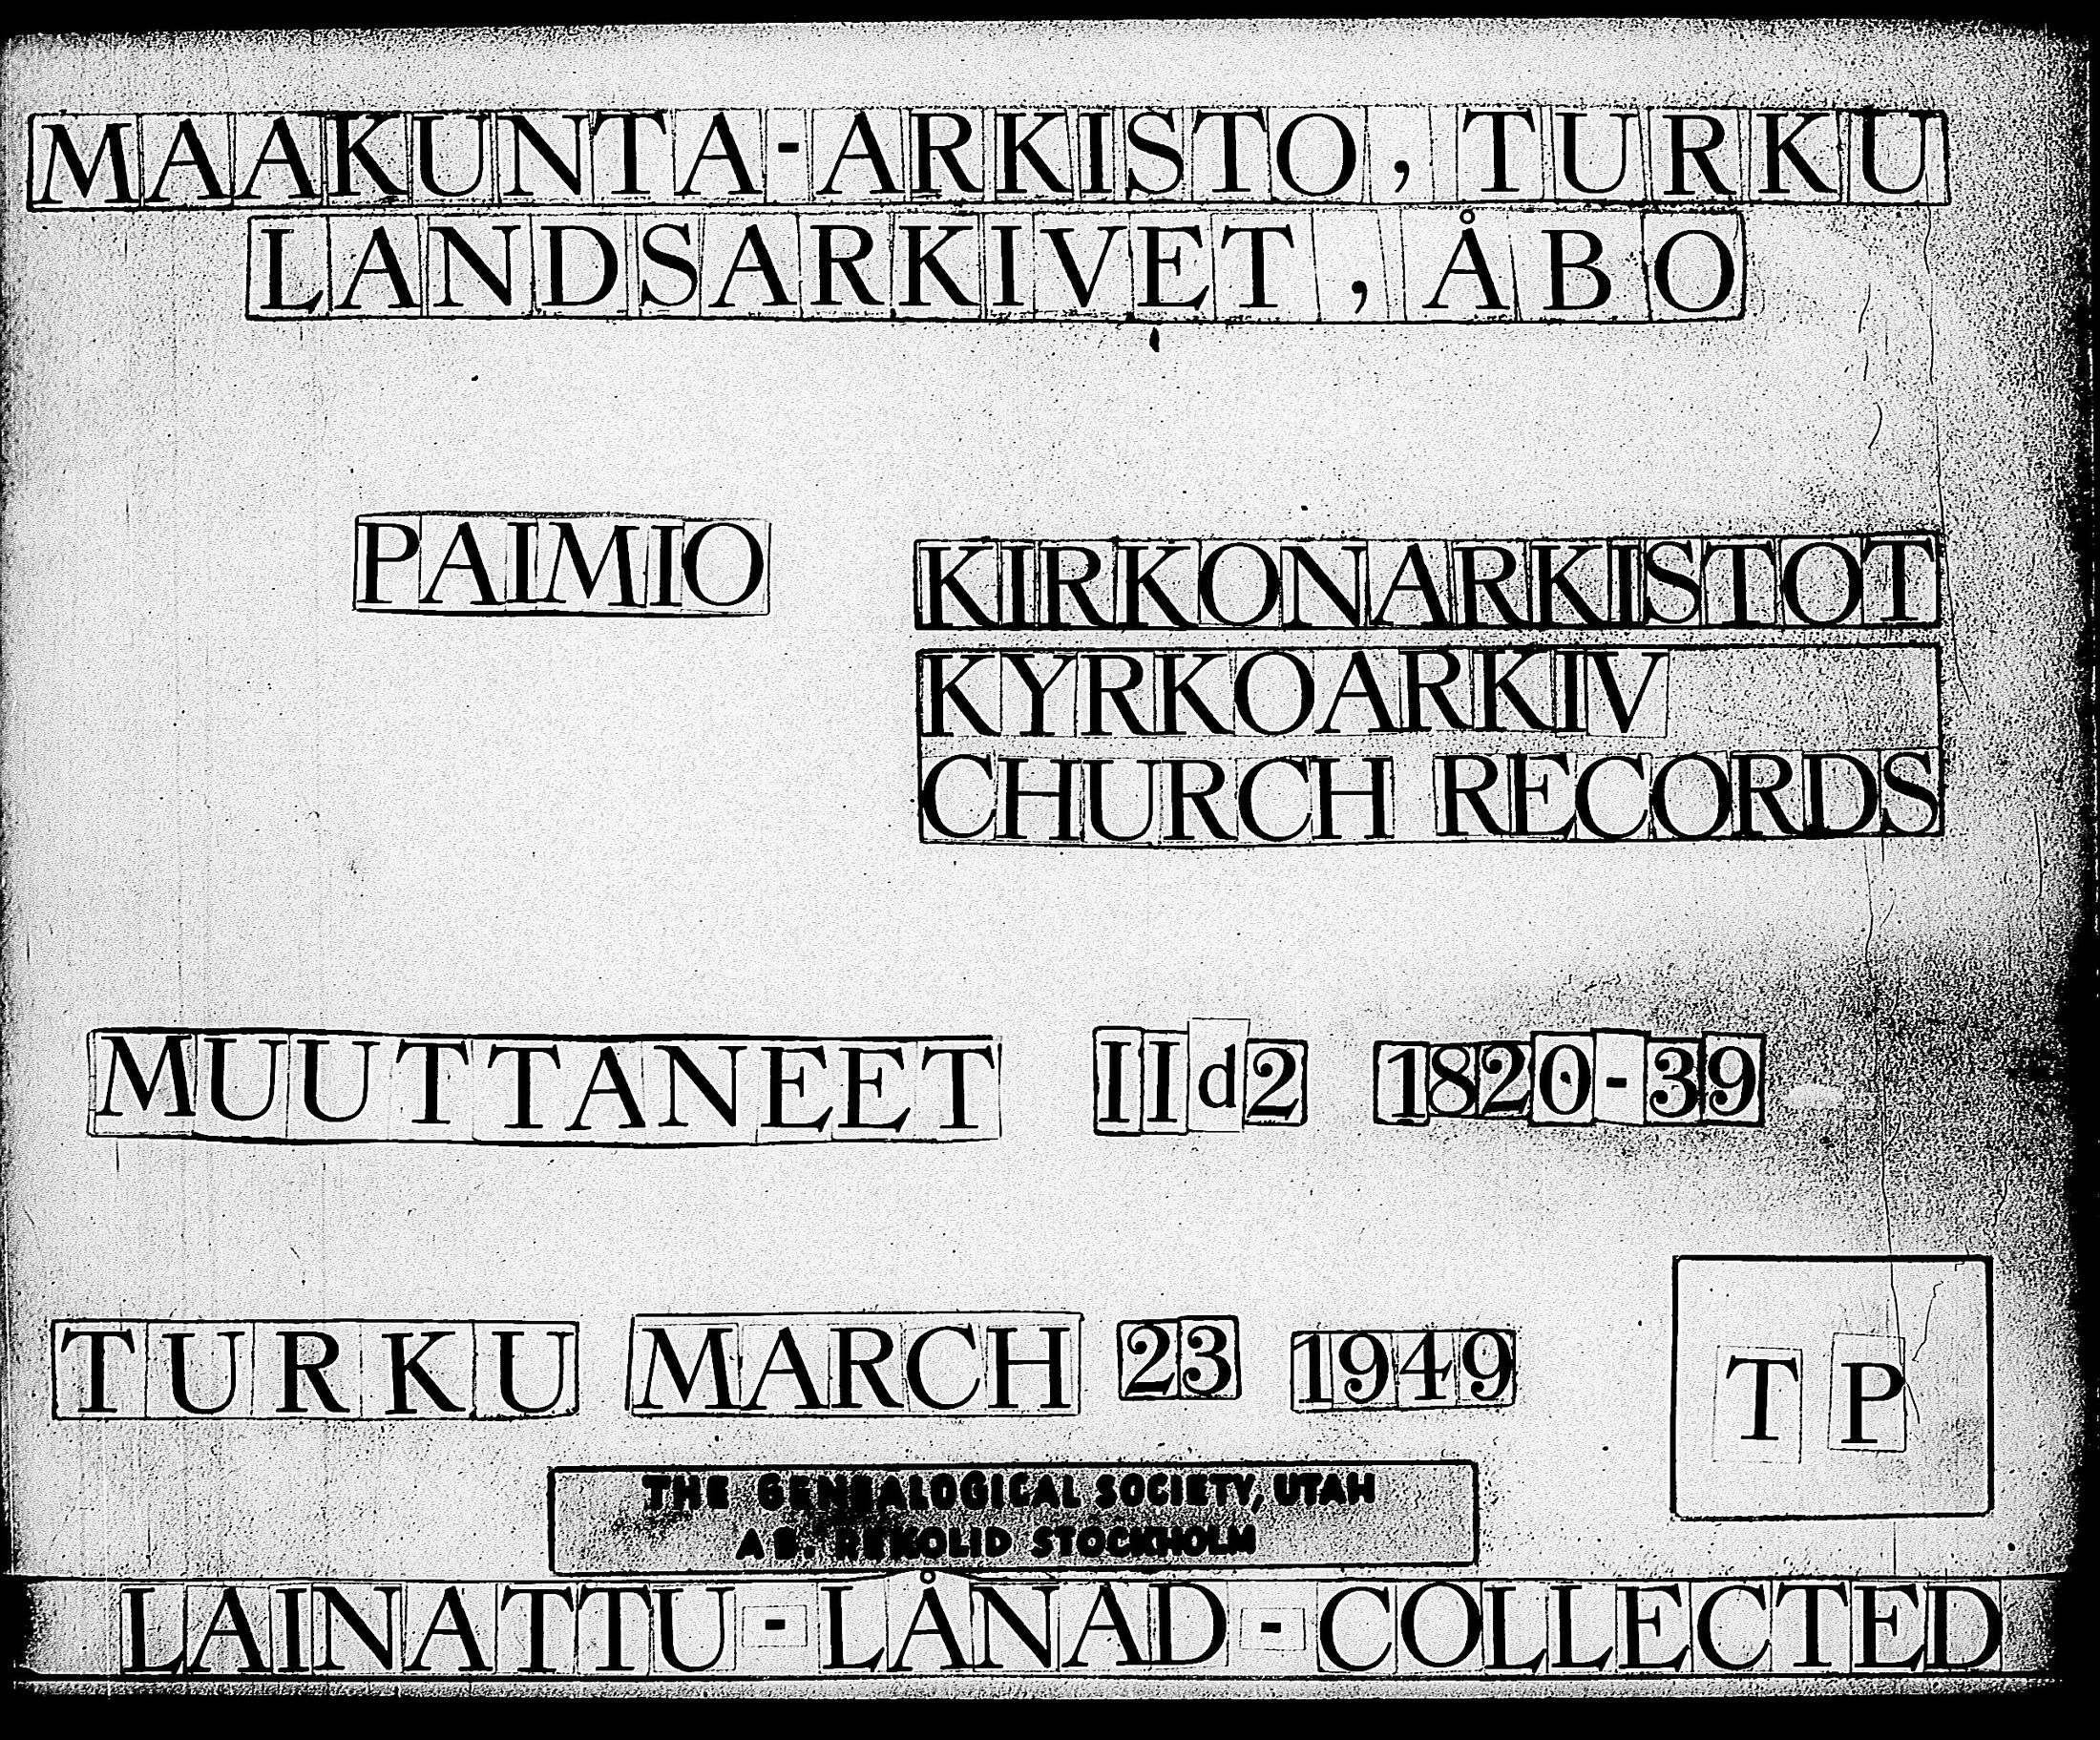 MAAKUNTA-ARKISTO, TURKU
LANDSARKIVET, ÅBO
PAIMIO
KIRKONARKISTOT
KYRKOARKIV
CHURCH RECORDS
MUUTTANEET IId2 1820-39
TURKU MARCH 23 1949
TP
THE GENEALOGICAL SOCIETY, UTAH
AB. REKOLID STOCKHOLM
LAINATTU-LÅNAD-COLLECTED